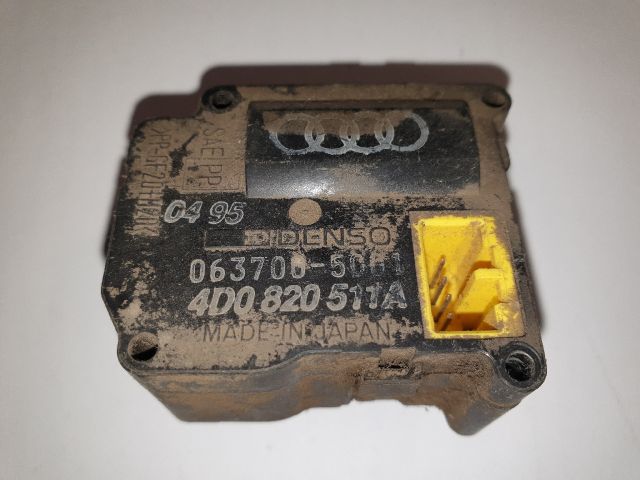 04 95
DENSO
063700-5061
4D0 820 511A
MADE IN JAPAN